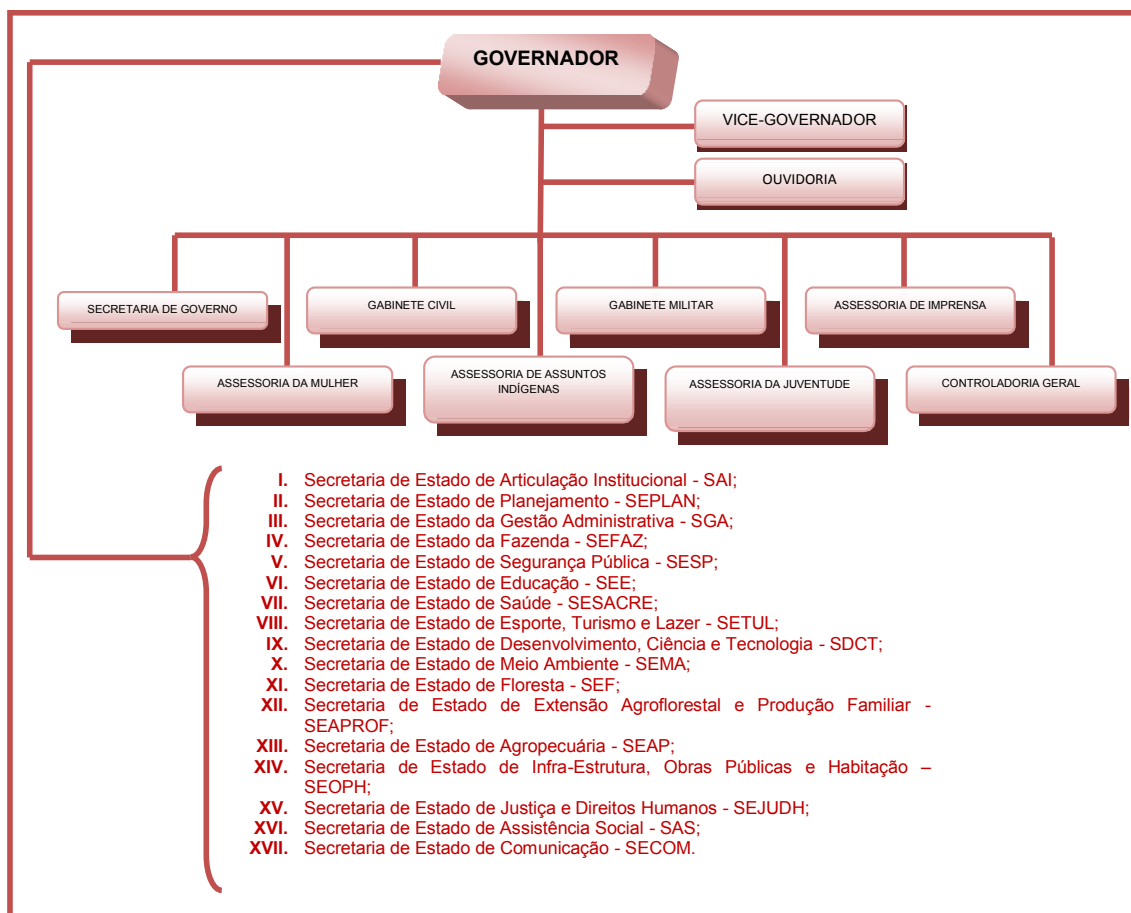 GOVERNADOR
VICE-GOVERNADOR
OUVIDORIA
SECRETARIA DE GOVERNO
GABINETE CIVIL
GABINETE MILITAR
ASSESSORIA DE IMPRENSA
ASSESSORIA DA MULHER
ASSESSORIA DE ASSUNTOS
INDÍGENAS
ASSESSORIA DA JUVENTUDE
CONTROLADORIA GERAL
I. Secretaria de Estado de Articulação Institucional - SAI;
II. Secretaria de Estado de Planejamento - SEPLAN;
III. Secretaria de Estado da Gestão Administrativa - SGA;
IV. Secretaria de Estado da Fazenda - SEFAZ;
V. Secretaria de Estado de Segurança Pública - SESP;
VI. Secretaria de Estado de Educação - SEE;
VII. Secretaria de Estado de Saúde - SESACRE;
VIII. Secretaria de Estado de Esporte, Turismo e Lazer - SETUL;
IX. Secretaria de Estado de Desenvolvimento, Ciência e Tecnologia - SDCT;
X. Secretaria de Estado de Meio Ambiente - SEMA;
XI. Secretaria de Estado de Floresta - SEF;
XII. Secretaria de Estado de Extensão Agroflorestal e Produção Familiar -
SEAPROF;
XIII. Secretaria de Estado de Agropecuária - SEAP;
XIV. Secretaria de Estado de Infra-Estrutura, Obras Públicas e Habitação –
SEOPH;
XV. Secretaria de Estado de Justiça e Direitos Humanos - SEJUDH;
XVI. Secretaria de Estado de Assistência Social - SAS;
XVII. Secretaria de Estado de Comunicação - SECOM.